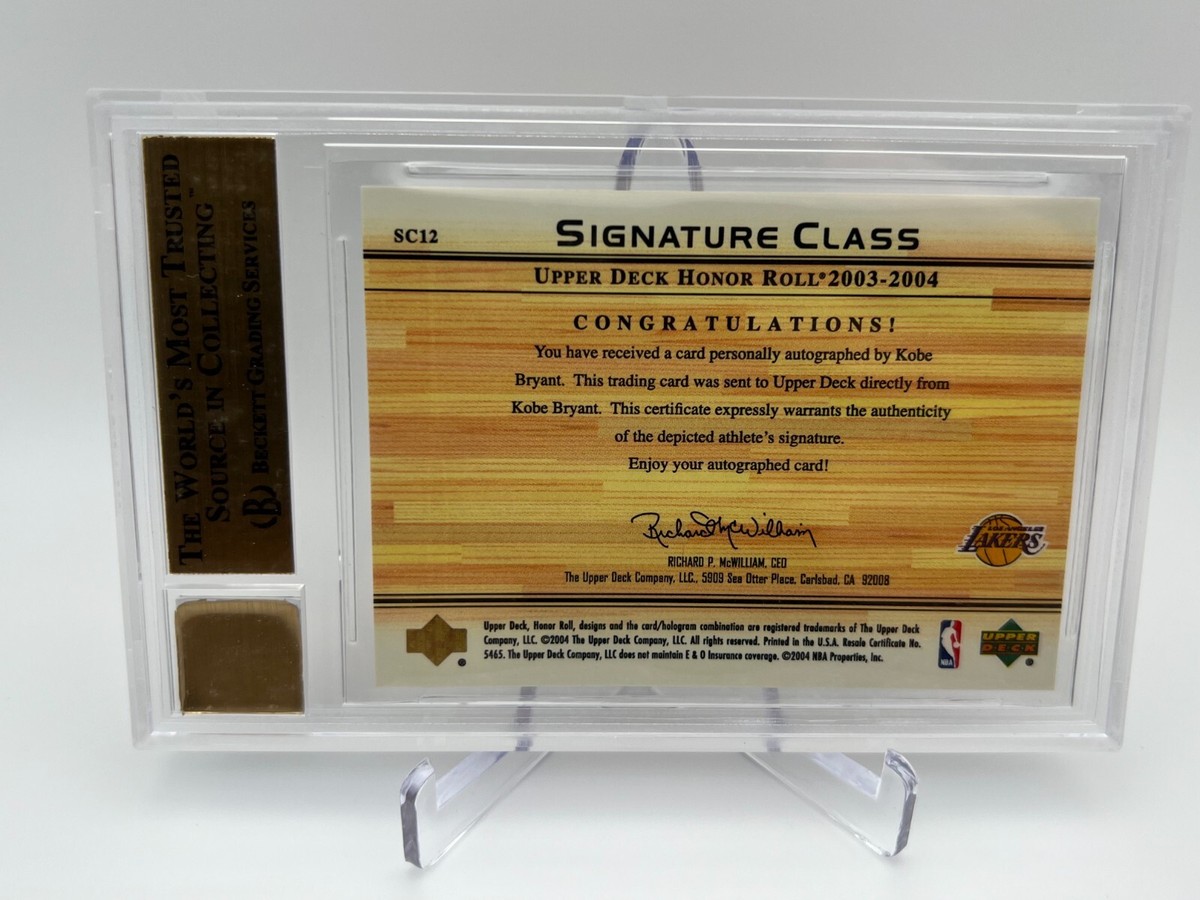 THE WORLD'S MOST TRUSTED
SOURCE IN COLLECTING™
BECKETT GRADING SERVICES
SC12
SIGNATURE CLASS
UPPER DECK HONOR ROLL® 2003-2004
CONGRATULATIONS!
You have received a card personally autographed by Kobe
Bryant. This trading card was sent to Upper Deck directly from
Kobe Bryant. This certificate expressly warrants the authenticity
of the depicted athlete's signature.
Enjoy your autographed card!
Richard McWilliam
RICHARD P. McWILLIAM, CEO
The Upper Deck Company, LLC., 5909 Sea Otter Place, Carlsbad, CA 92008
LOS ANGELES
LAKERS
Upper Deck, Honor Roll, designs and the card/hologram combination are registered trademarks of The Upper Deck
Company, LLC. ©2004 The Upper Deck Company, LLC. All rights reserved. Printed in the U.S.A. Resale Certificate No.
5465. The Upper Deck Company, LLC does not maintain E & O Insurance coverage. ©2004 NBA Properties, Inc.
NBA
UPPER
DECK